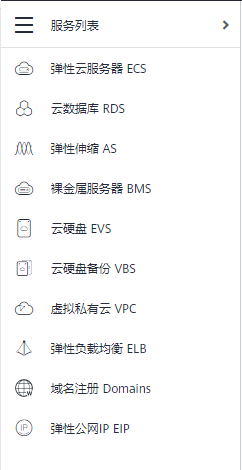 服务列表
弹性云服务器 ECS
云数据库 RDS
弹性伸缩 AS
裸金属服务器 BMS
云硬盘 EVS
云硬盘备份 VBS
虚拟私有云 VPC
弹性负载均衡 ELB
域名注册 Domains
弹性公网IP EIP